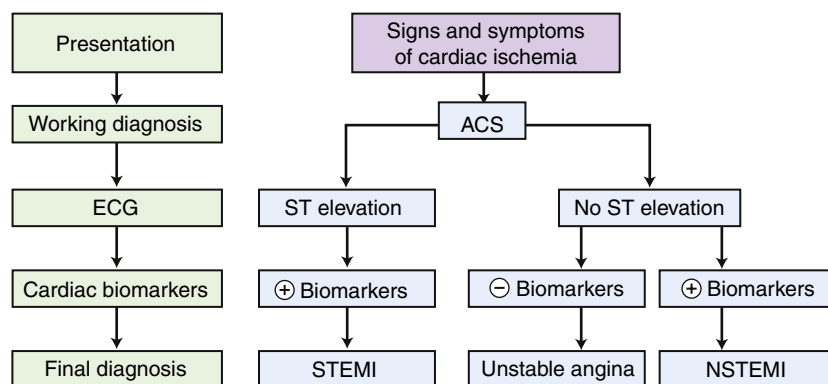 Presentation
Signs and symptoms
of cardiac ischemia
Working diagnosis
ACS
ECG
ST elevation
No ST elevation
Cardiac biomarkers
+ Biomarkers
− Biomarkers
+ Biomarkers
Final diagnosis
STEMI
Unstable angina
NSTEMI